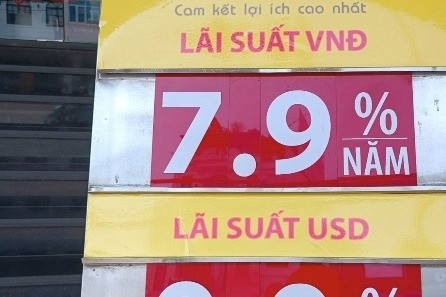 Cam kết lợi ích cao nhất
LÃI SUẤT VNĐ
7.9 % NĂM
LÃI SUẤT USD